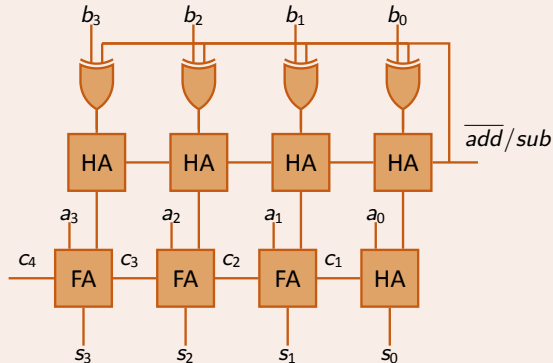 b₃ b₂ b₁ b₀
\overline{add}/sub
HA HA HA HA
a₃ a₂ a₁ a₀
c₄ c₃ c₂ c₁
FA FA FA HA
s₃ s₂ s₁ s₀